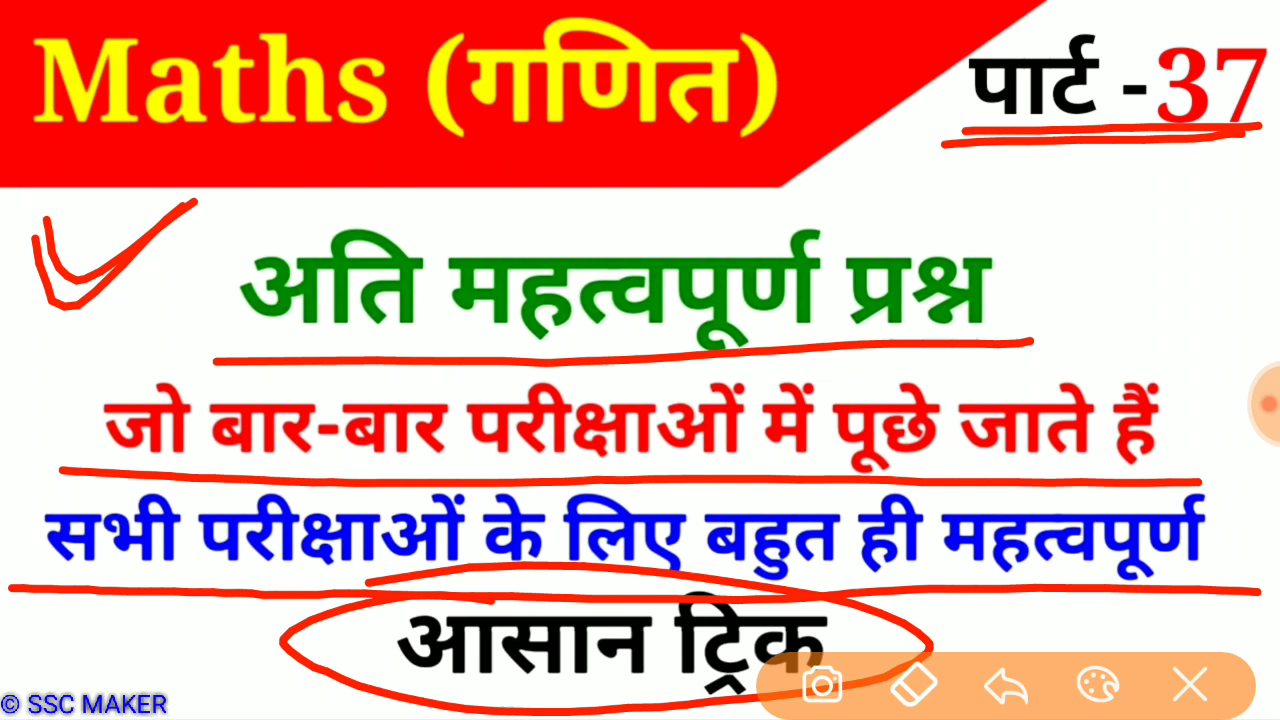 Maths (गणित)
पार्ट -37
अति महत्वपूर्ण प्रश्न
जो बार-बार परीक्षाओं में पूछे जाते हैं
सभी परीक्षाओं के लिए बहुत ही महत्वपूर्ण
आसान ट्रिक
© SSC MAKER